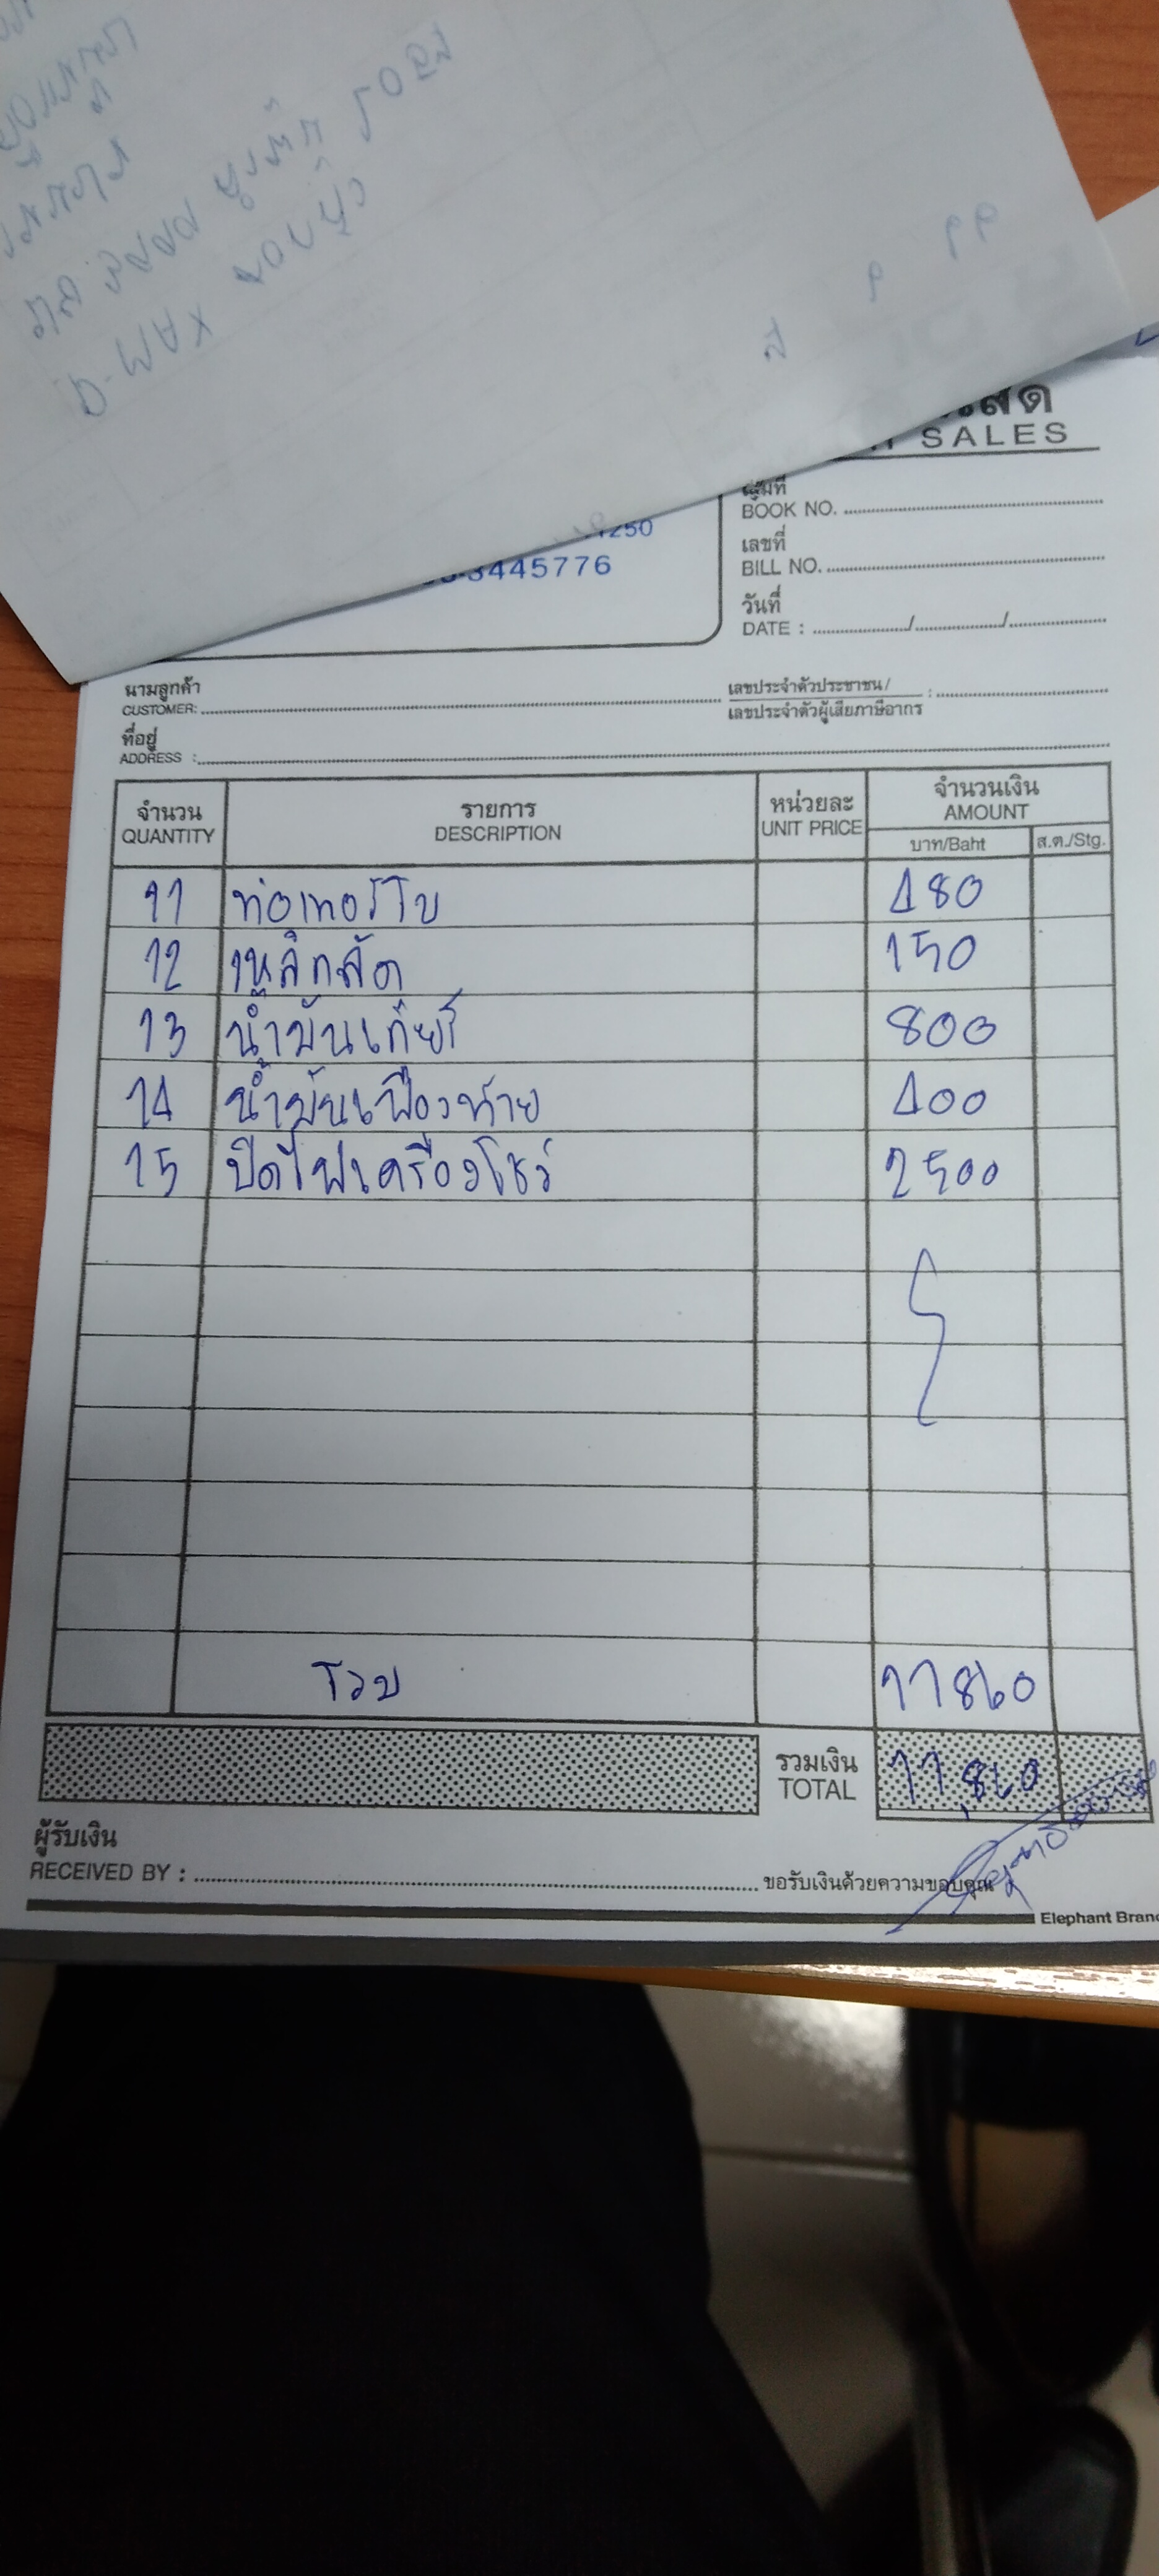 D-MAX
สด
SALES
1250
3445776
เล่มที่
BOOK NO.
เลขที่
BILL NO.
วันที่
DATE : / /
นามลูกค้า
CUSTOMER:
เลขประจำตัวประชาชน /
เลขประจำตัวผู้เสียภาษีอากร :
ที่อยู่
ADDRESS :
จำนวน รายการ หน่วยละ จำนวนเงิน
QUANTITY DESCRIPTION UNIT PRICE AMOUNT
บาท/Baht ส.ต./Stg.
11 ท่อเทอร์โบ 480
12 เหล็กลัด 150
13 น้ำมันเกียร์ 800
14 น้ำมันเฟืองท้าย 400
15 ปิดไฟเครื่องโชว์ 2500
รวม 11860
รวมเงิน
TOTAL 11,860
ผู้รับเงิน
RECEIVED BY : ขอรับเงินด้วยความขอบคุณ
Elephant Bran